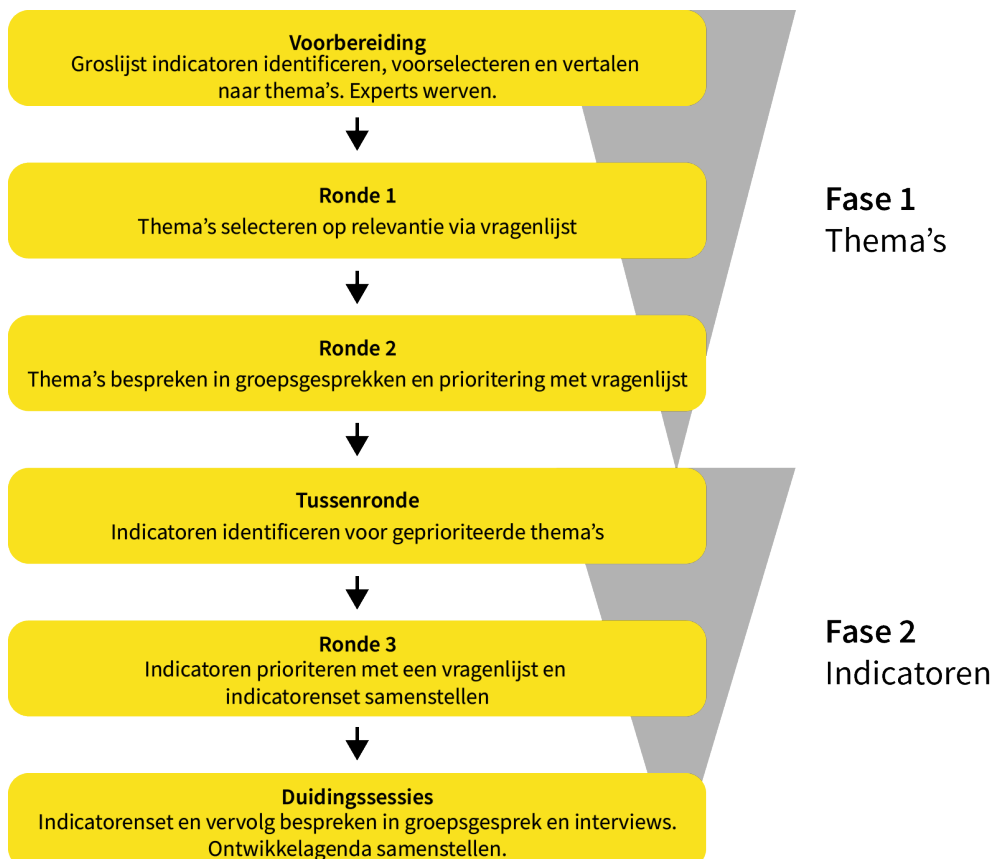 Voorbereiding
Groslijst indicatoren identificeren, voorselecteren en vertalen
naar thema’s. Experts werven.
Ronde 1
Thema’s selecteren op relevantie via vragenlijst
Fase 1
Thema’s
Ronde 2
Thema’s bespreken in groepsgesprekken en prioritering met vragenlijst
Tussenronde
Indicatoren identificeren voor geprioriteerde thema’s
Ronde 3
Indicatoren prioriteren met een vragenlijst en
indicatorenset samenstellen
Fase 2
Indicatoren
Duidingssessies
Indicatorenset en vervolg bespreken in groepsgesprek en interviews.
Ontwikkelagenda samenstellen.